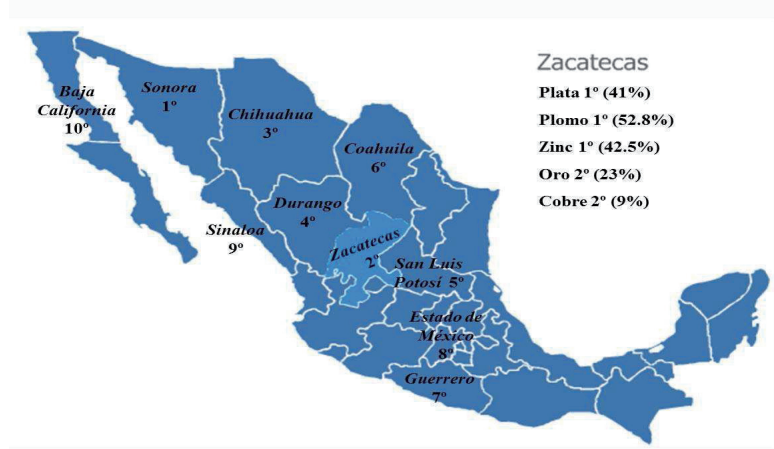 Zacatecas
Plata 1º (41%)
Plomo 1º (52.8%)
Zinc 1º (42.5%)
Oro 2º (23%)
Cobre 2º (9%)
Baja
California
10º
Sonora
1º
Chihuahua
3º
Coahuila
6º
Durango
4º
Sinaloa
9º
Zacatecas
2º
San Luis
Potosí 5º
Estado de
México
8º
Guerrero
7º